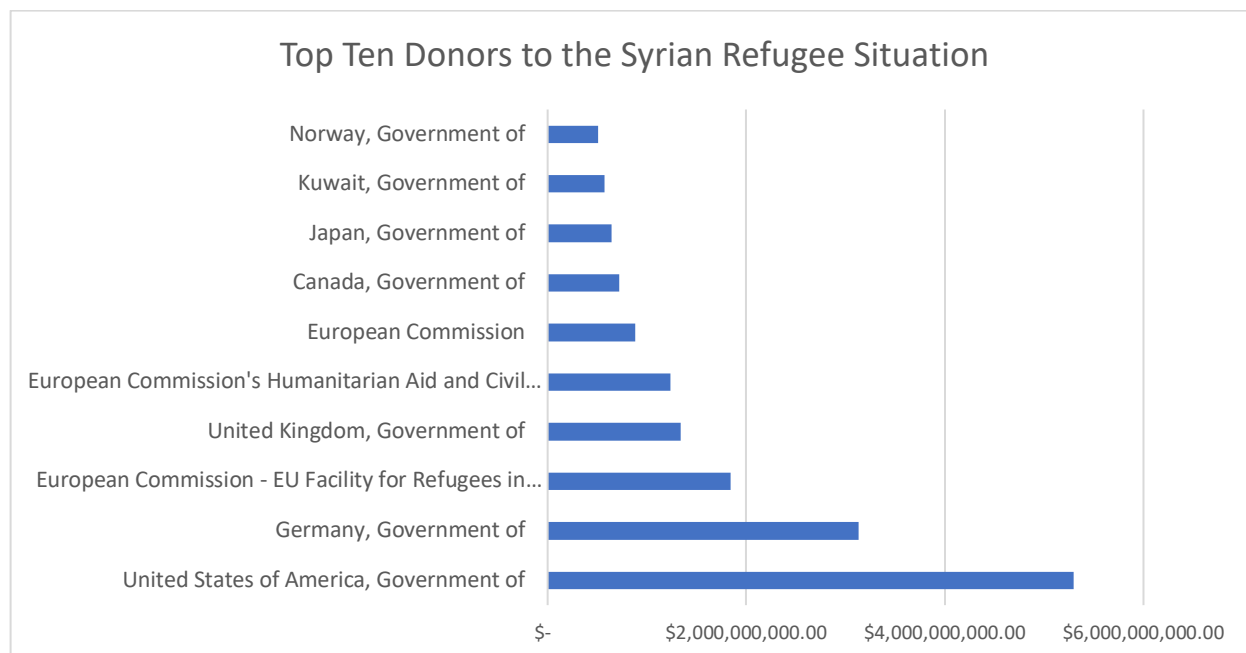 Top Ten Donors to the Syrian Refugee Situation
Norway, Government of
Kuwait, Government of
Japan, Government of
Canada, Government of
European Commission
European Commission's Humanitarian Aid and Civil...
United Kingdom, Government of
European Commission - EU Facility for Refugees in...
Germany, Government of
United States of America, Government of
$- $2,000,000,000.00 $4,000,000,000.00 $6,000,000,000.00